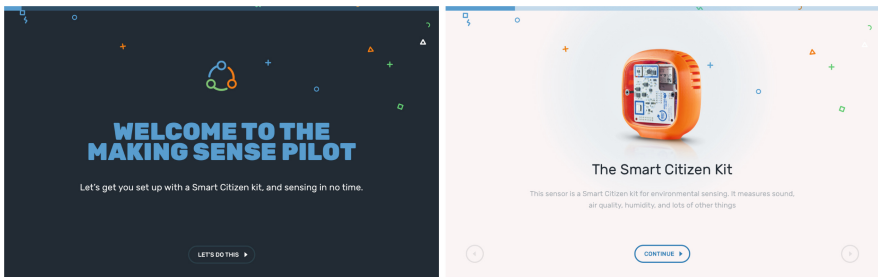 WELCOME TO THE
MAKING SENSE PILOT
Let's get you set up with a Smart Citizen kit, and sensing in no time.
LET'S DO THIS
The Smart Citizen Kit
This sensor is a Smart Citizen kit for environmental sensing. It measures sound,
air quality, humidity, and lots of other things
CONTINUE